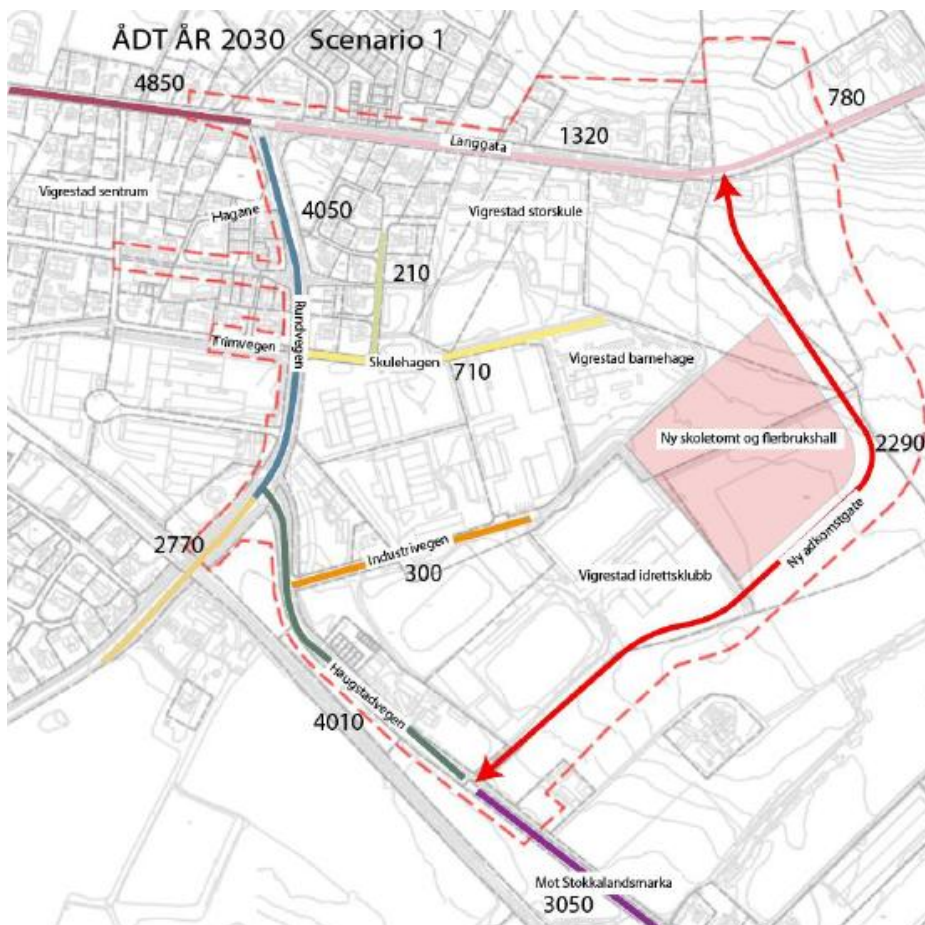 ÅDT ÅR 2030 Scenario 1
4850
780
1320
Langgata
Vigrestad sentrum
Hagane
4050
Vigrestad storskule
210
Rundvegen
Trimvegen
Skulehagen
710
Vigrestad barnehage
Ny skoletomt og flerbrukshall
2290
Ny adkomstgate
2770
Industrivegen
300
Vigrestad idrettsklubb
Haugstadvegen
4010
Mot Stokkalandsmarka
3050